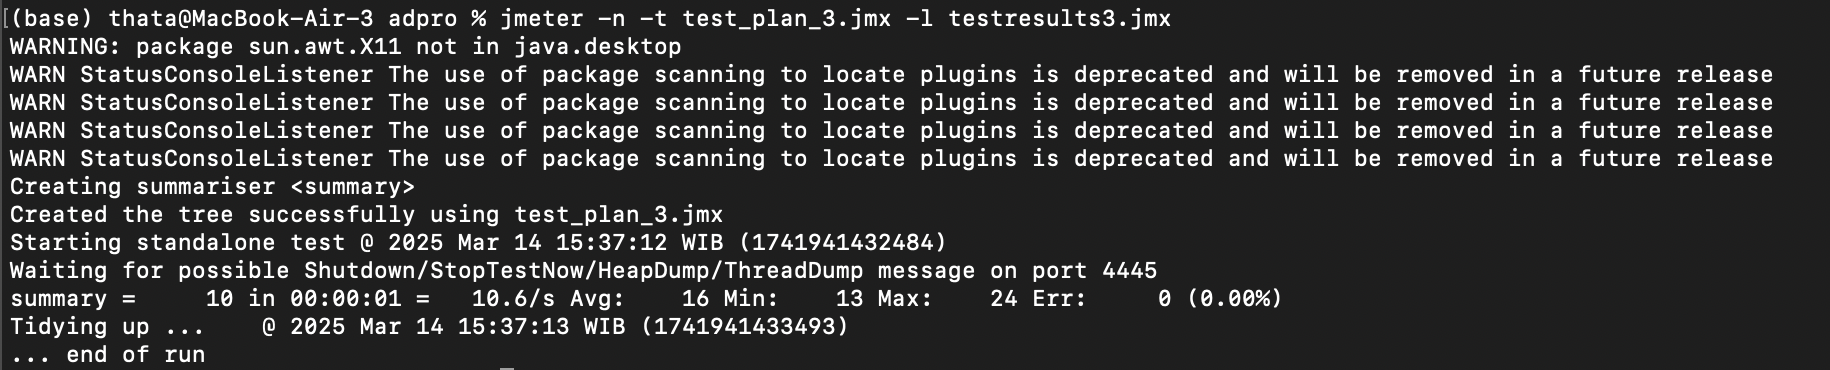 [(base) thata@MacBook-Air-3 adpro % jmeter -n -t test_plan_3.jmx -l testresults3.jmx
WARNING: package sun.awt.X11 not in java.desktop
WARN StatusConsoleListener The use of package scanning to locate plugins is deprecated and will be removed in a future release
WARN StatusConsoleListener The use of package scanning to locate plugins is deprecated and will be removed in a future release
WARN StatusConsoleListener The use of package scanning to locate plugins is deprecated and will be removed in a future release
WARN StatusConsoleListener The use of package scanning to locate plugins is deprecated and will be removed in a future release
Creating summariser <summary>
Created the tree successfully using test_plan_3.jmx
Starting standalone test @ 2025 Mar 14 15:37:12 WIB (1741941432484)
Waiting for possible Shutdown/StopTestNow/HeapDump/ThreadDump message on port 4445
summary =     10 in 00:00:01 =   10.6/s Avg:    16 Min:    13 Max:    24 Err:     0 (0.00%)
Tidying up ...    @ 2025 Mar 14 15:37:13 WIB (1741941433493)
... end of run